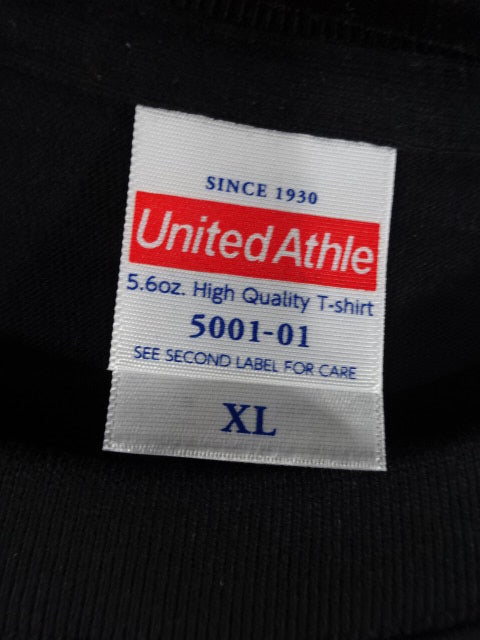 SINCE 1930
United Athle
5.6oz. High Quality T-shirt
5001-01
SEE SECOND LABEL FOR CARE
XL